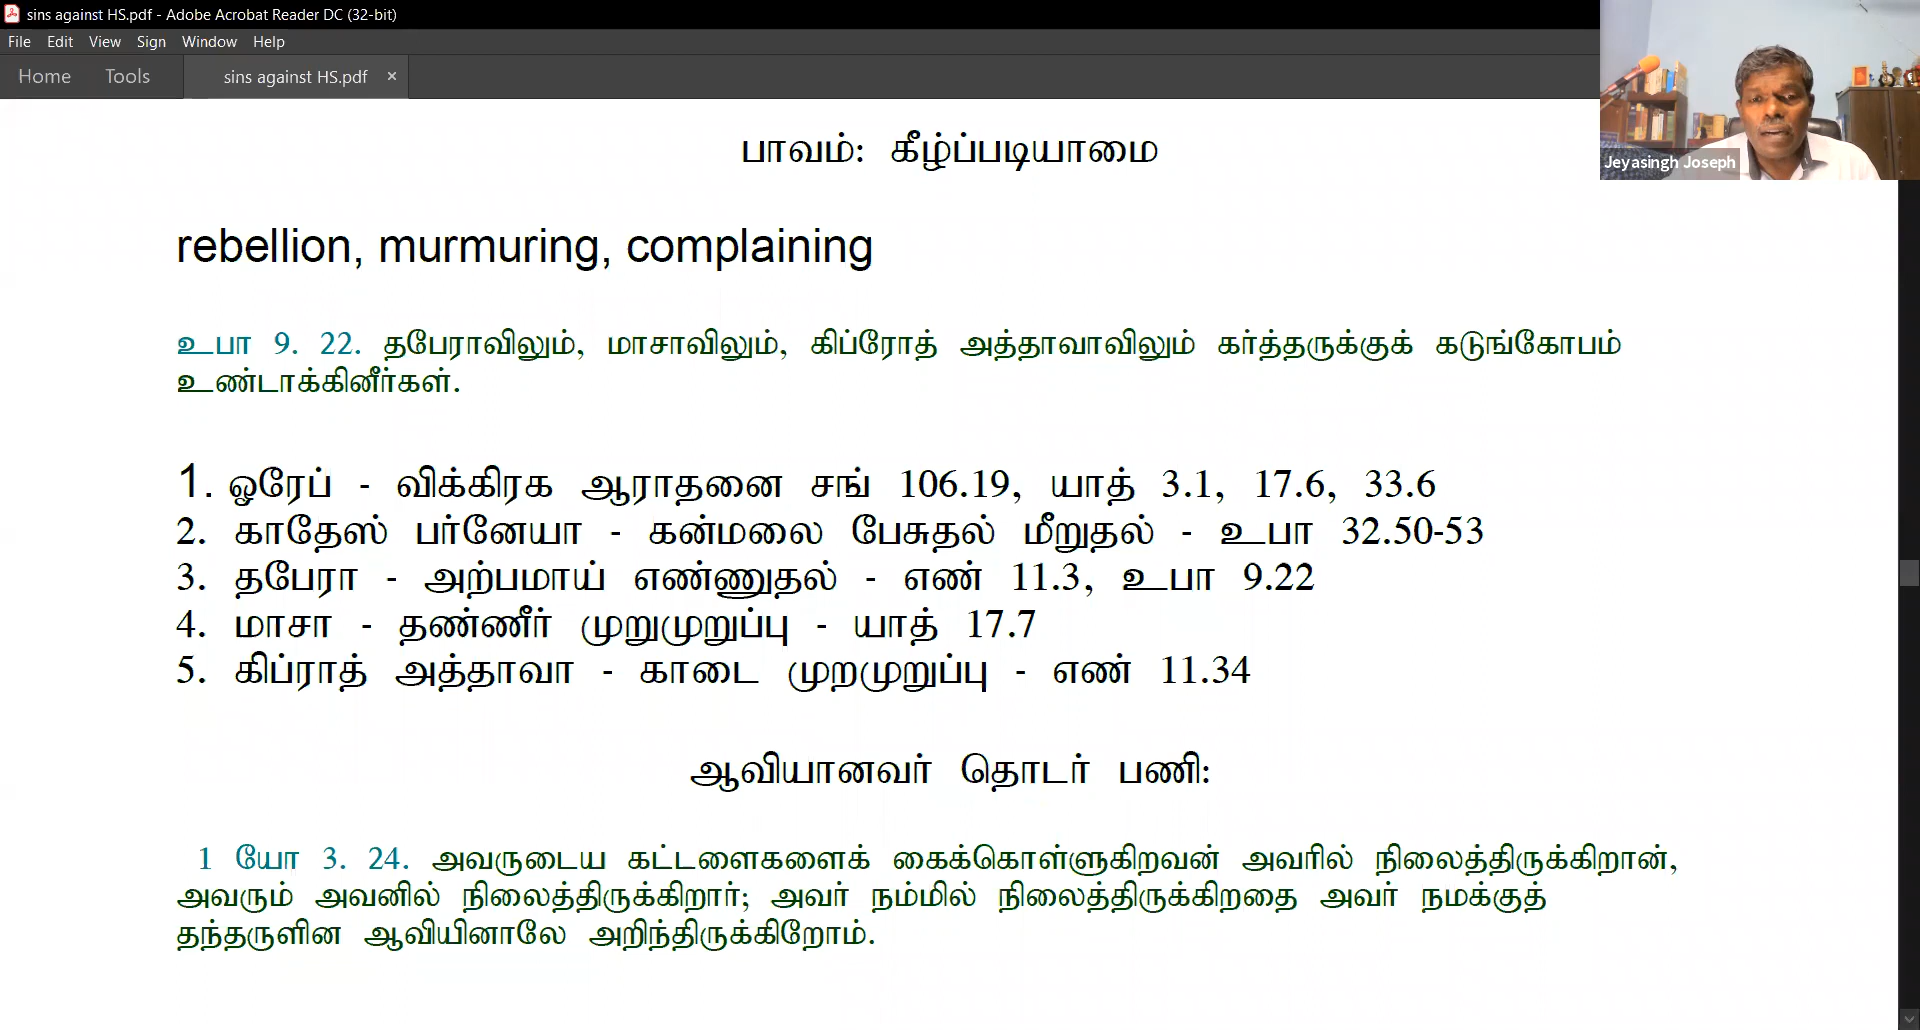 sins against HS.pdf - Adobe Acrobat Reader DC (32-bit)
File Edit View Sign Window Help
Home Tools sins against HS.pdf ×
Jeyasingh Joseph
பாவம்: கீழ்ப்படியாமை
rebellion, murmuring, complaining
உபா 9. 22. தபேராவிலும், மாசாவிலும், கிப்ரோத் அத்தாவாவிலும் கர்த்தருக்குக் கடுங்கோபம்
உண்டாக்கினீர்கள்.
1. ஒரேப் - விக்கிரக ஆராதனை சங் 106.19, யாத் 3.1, 17.6, 33.6
2. காதேஸ் பர்னேயா - கன்மலை பேசுதல் மீறுதல் - உபா 32.50-53
3. தபேரா - அற்பமாய் எண்ணுதல் - எண் 11.3, உபா 9.22
4. மாசா - தண்ணீர் முறுமுறுப்பு - யாத் 17.7
5. கிப்ராத் அத்தாவா - காடை முறமுறுப்பு - எண் 11.34
ஆவியானவர் தொடர் பணி:
1 யோ 3. 24. அவருடைய கட்டளைகளைக் கைக்கொள்ளுகிறவன் அவரில் நிலைத்திருக்கிறான்,
அவரும் அவனில் நிலைத்திருக்கிறார்; அவர் நம்மில் நிலைத்திருக்கிறதை அவர் நமக்குத்
தந்தருளின ஆவியினாலே அறிந்திருக்கிறோம்.